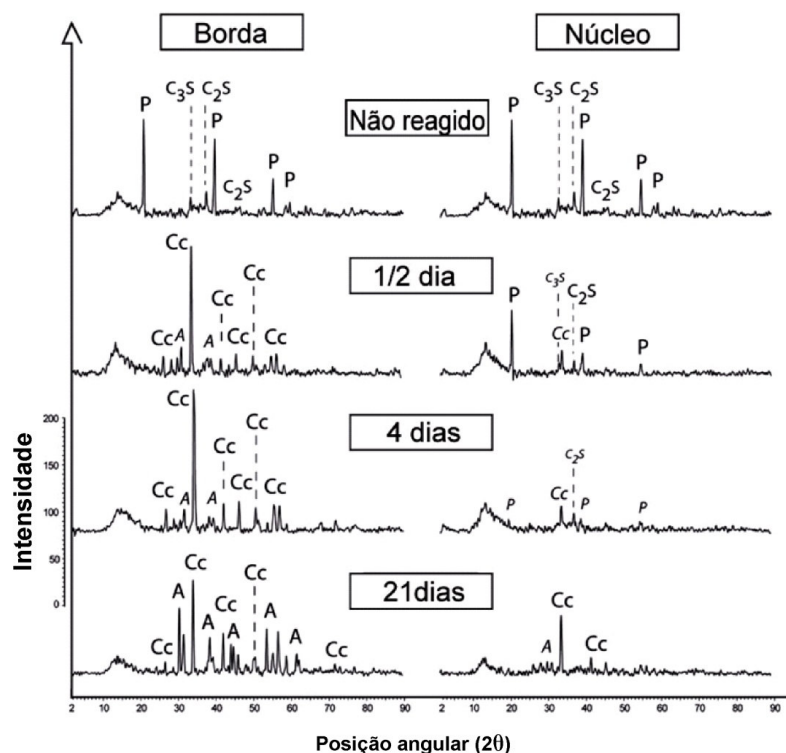 Borda
Núcleo
Não reagido
P C₃S C₂S P C₂S P P
P C₃S C₂S P C₂S P P
1/2 dia
Cc A Cc A Cc Cc Cc Cc
P C₃S Cc C₂S P P
4 dias
Cc A Cc A Cc Cc Cc Cc
P Cc C₂S P P
21dias
Cc A Cc A Cc A Cc A A Cc
A Cc Cc
Intensidade
200
150
100
50
0
2 10 20 30 40 50 60 70 80 90
2 10 20 30 40 50 60 70 80 90
Posição angular (2θ)